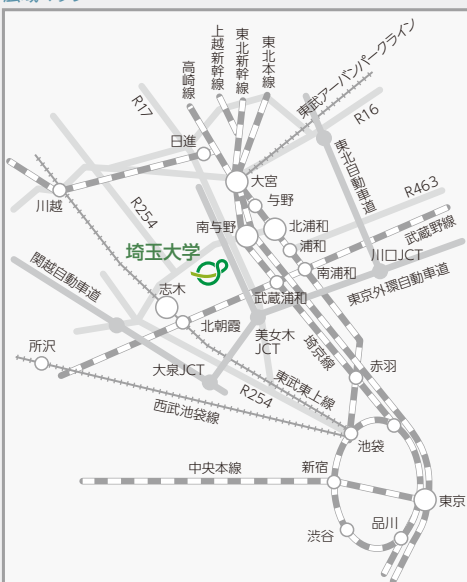 東北本線
東北新幹線
上越新幹線
高崎線
東武アーバンパークライン
R17
R16
日進
東北自動車道
大宮
R463
川越
与野
R254
南与野
北浦和
武蔵野線
浦和
川口JCT
埼玉大学
関越自動車道
南浦和
東京外環自動車道
志木
武蔵浦和
北朝霞
美女木
JCT
埼京線
所沢
大泉JCT
東武東上線
赤羽
R254
西武池袋線
池袋
中央本線
新宿
東京
品川
渋谷